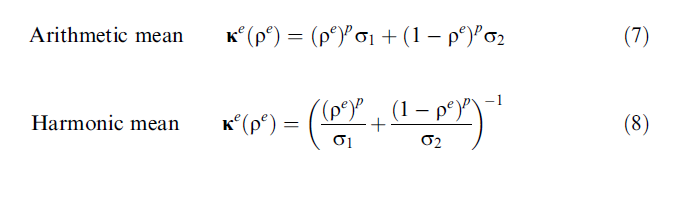 Arithmetic mean κᵉ(ρᵉ) = (ρᵉ)ᵖσ₁ + (1 − ρᵉ)ᵖσ₂ (7)
Harmonic mean κᵉ(ρᵉ) = ((ρᵉ)ᵖ/σ₁ + (1 − ρᵉ)ᵖ/σ₂)⁻¹ (8)